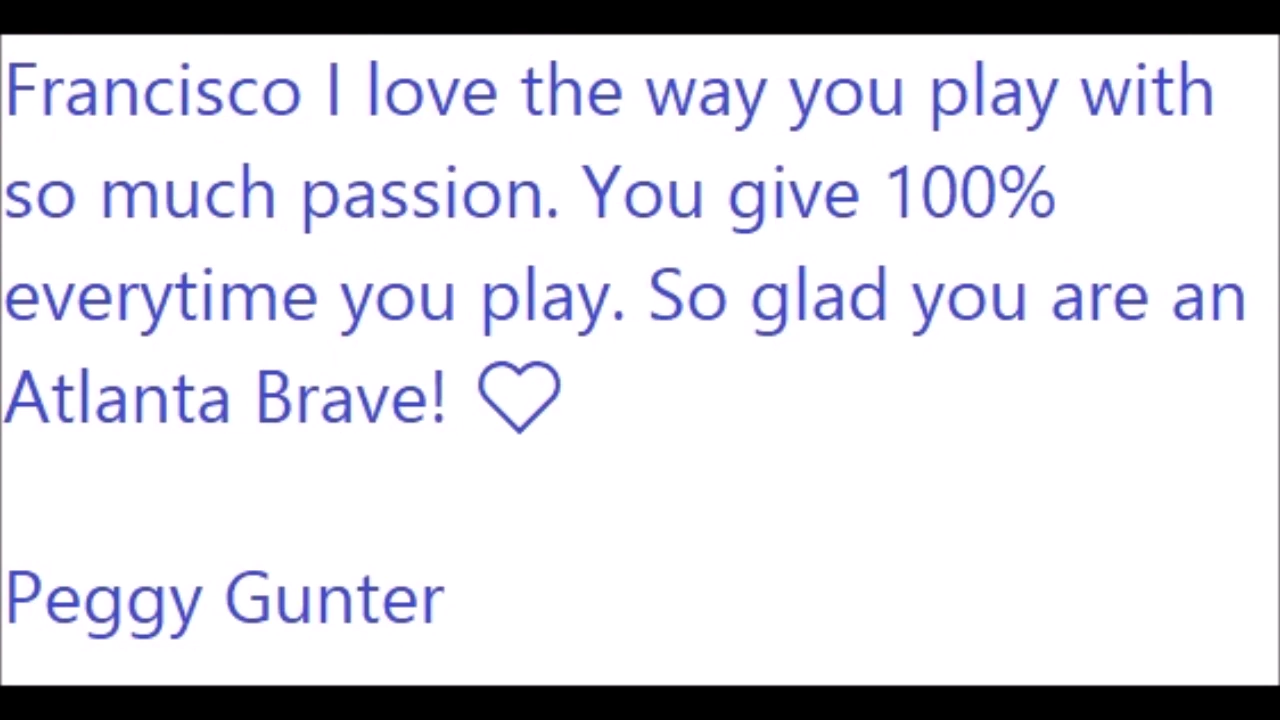 Francisco I love the way you play with
so much passion. You give 100%
everytime you play. So glad you are an
Atlanta Brave! ♡
Peggy Gunter